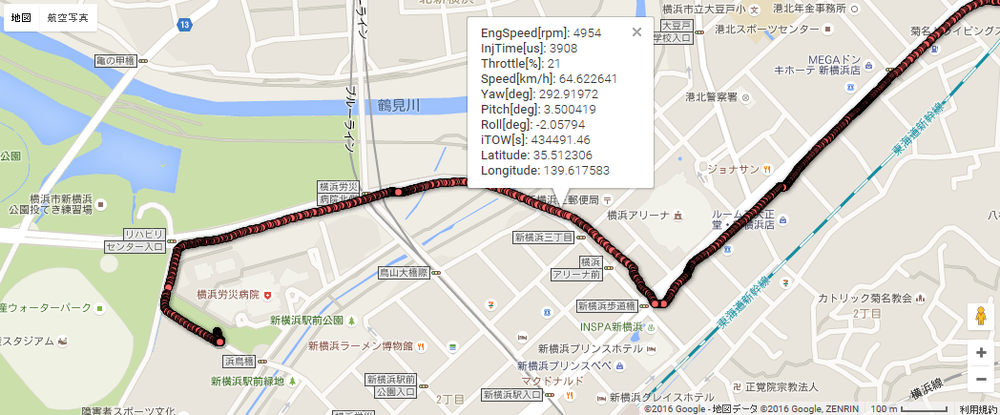 地図
航空写真
13
亀の甲橋
ブルーライン
ーライン
鶴見川
横浜市立大豆戸小
港北年金事務所
大豆戸
学校入口
港北スポーツセンター
MEGAドン
キホーテ 新横浜店
港北警察署
東海道新幹線
ジョナサン
EngSpeed[rpm]: 4954
InjTime[us]: 3908
Throttle[%]: 21
Speed[km/h]: 64.622641
Yaw[deg]: 292.91972
Pitch[deg]: 3.500419
Roll[deg]: -2.05794
iTOW[s]: 434491.46
Latitude: 35.512306
Longitude: 139.617583
公園
横浜市新横浜
公園投てき練習場
横浜労災
リハビリ
センター入口
横浜アリーナ
新横浜三丁目
横浜
アリーナ前
鳥山大橋際
横浜労災病院
新横浜歩道橋
INSPA新横浜
東海道新幹線
カトリック菊名教会
2丁目
産ウォーターパーク
スタジアム
新横浜駅前公園
新横浜ラーメン博物館
新横浜プリンスホテル
新横浜プリンスペペ
マクドナルド
浜鳥橋
新横浜駅前緑地
新横浜駅前
公園入口
2丁目
新横浜駅入口
新横浜グレイスホテル
正覚院宗教法人
横浜線
障害者スポーツ文化
©2016 Google - 地図データ ©2016 Google, ZENRIN
100 m
利用規約